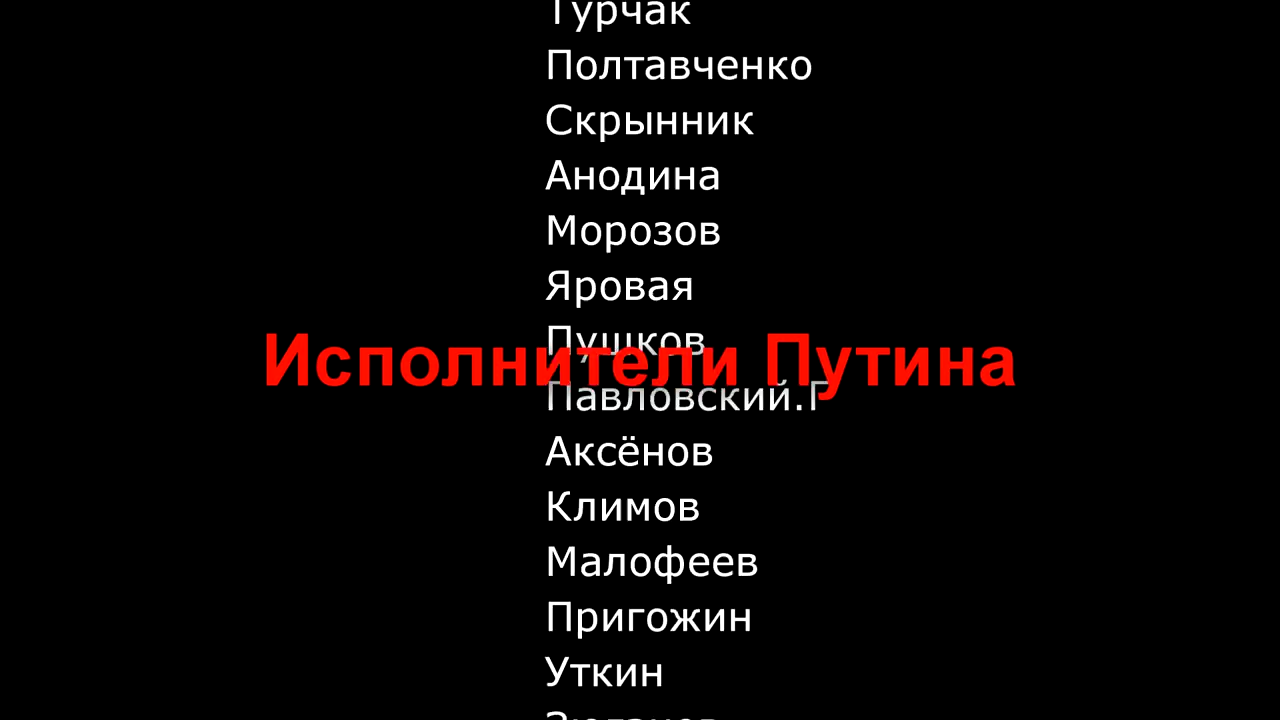 Турчак
Полтавченко
Скрынник
Анодина
Морозов
Яровая
Пушков
Исполнители Путина
Павловский.Г
Аксёнов
Климов
Малофеев
Пригожин
Уткин